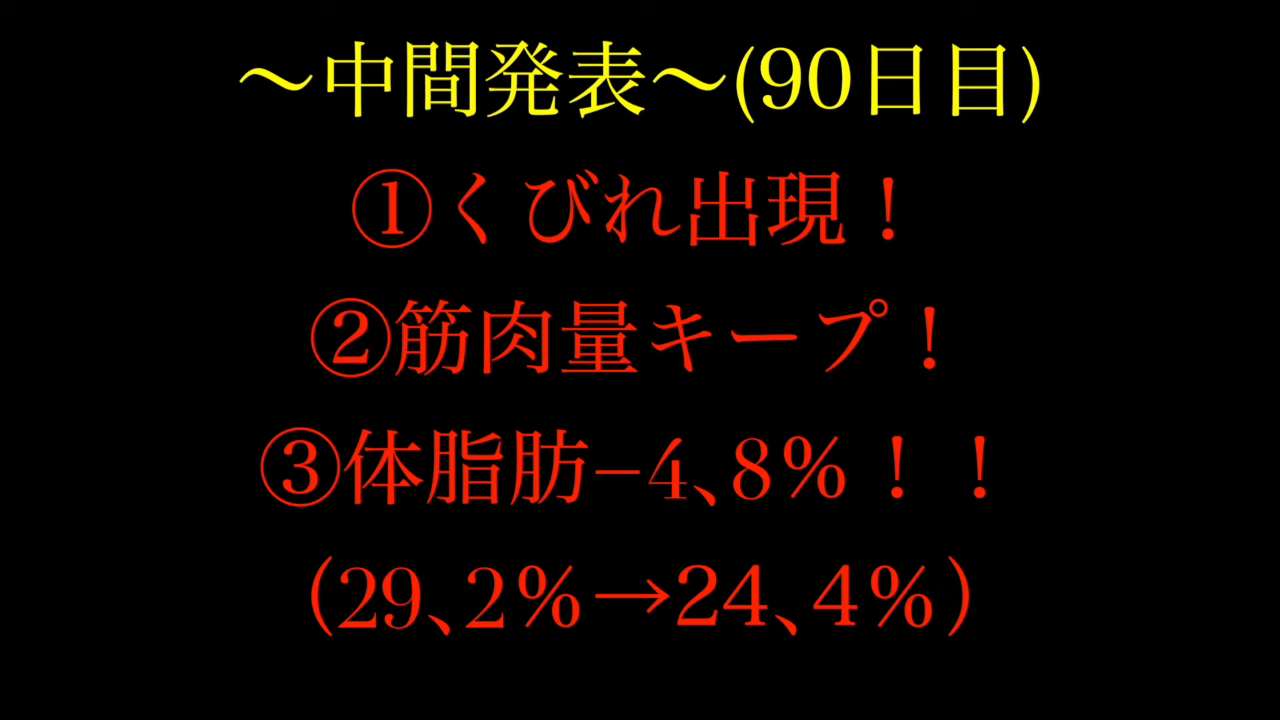 ～中間発表～(90日目)
①くびれ出現！
②筋肉量キープ！
③体脂肪−4、8％！！
（29、2％→24、4％）